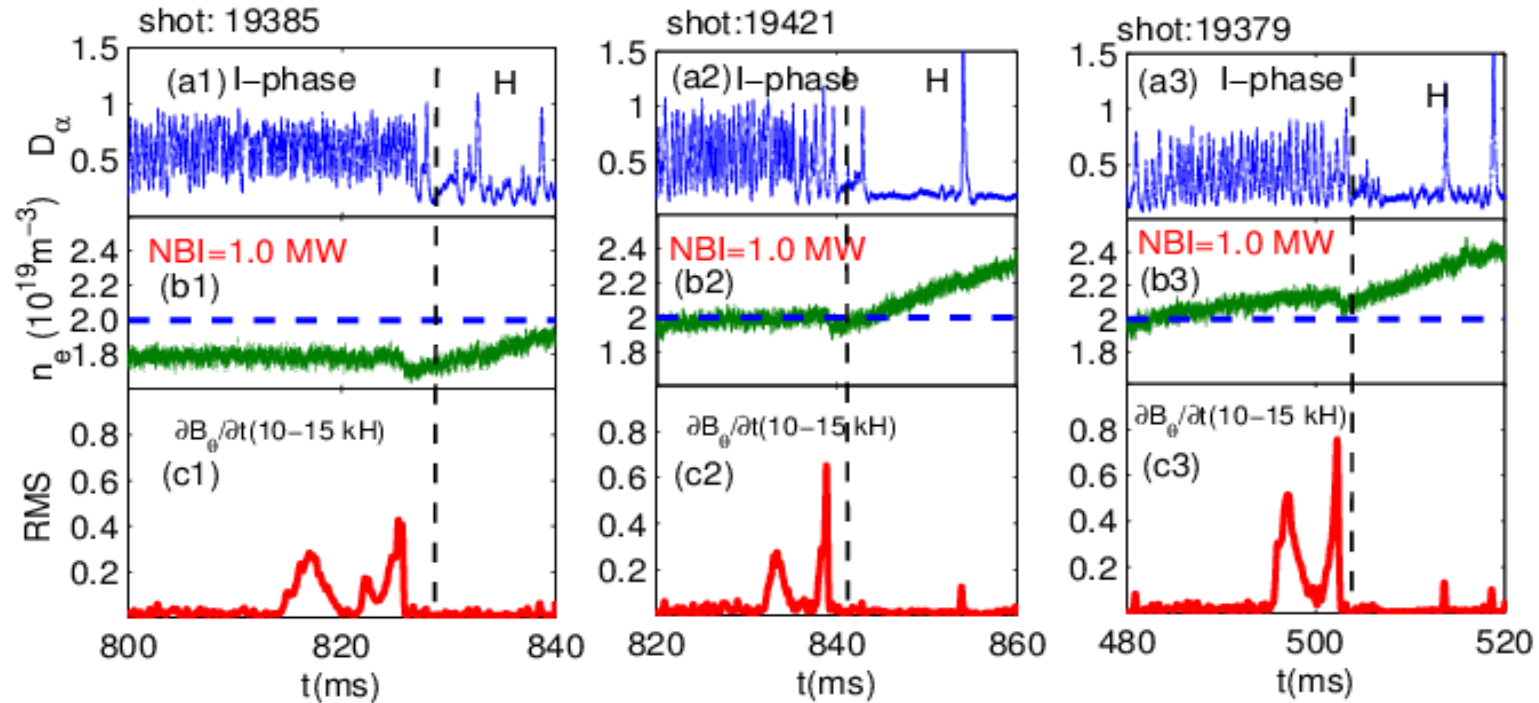 shot: 19385
1.5
1
0.5
D_α
(a1) I-phase
H
2.4
2.2
2.0
1.8
n_e (10^19 m^-3)
NBI=1.0 MW
(b1)
0.8
0.6
0.4
0.2
RMS
∂B_θ/∂t(10-15 kH)
(c1)
800
820
840
t(ms)
shot:19421
1.5
1
0.5
(a2) I-phase
H
2.4
2.2
2
1.8
NBI=1.0 MW
(b2)
0.8
0.6
0.4
0.2
∂B_θ/∂t(10-15 kH)
(c2)
820
840
860
t(ms)
shot:19379
1.5
1
0.5
(a3) I-phase
H
2.4
2.2
2
1.8
NBI=1.0 MW
(b3)
0.8
0.6
0.4
0.2
∂B_θ/∂t(10-15 kH)
(c3)
480
500
520
t(ms)